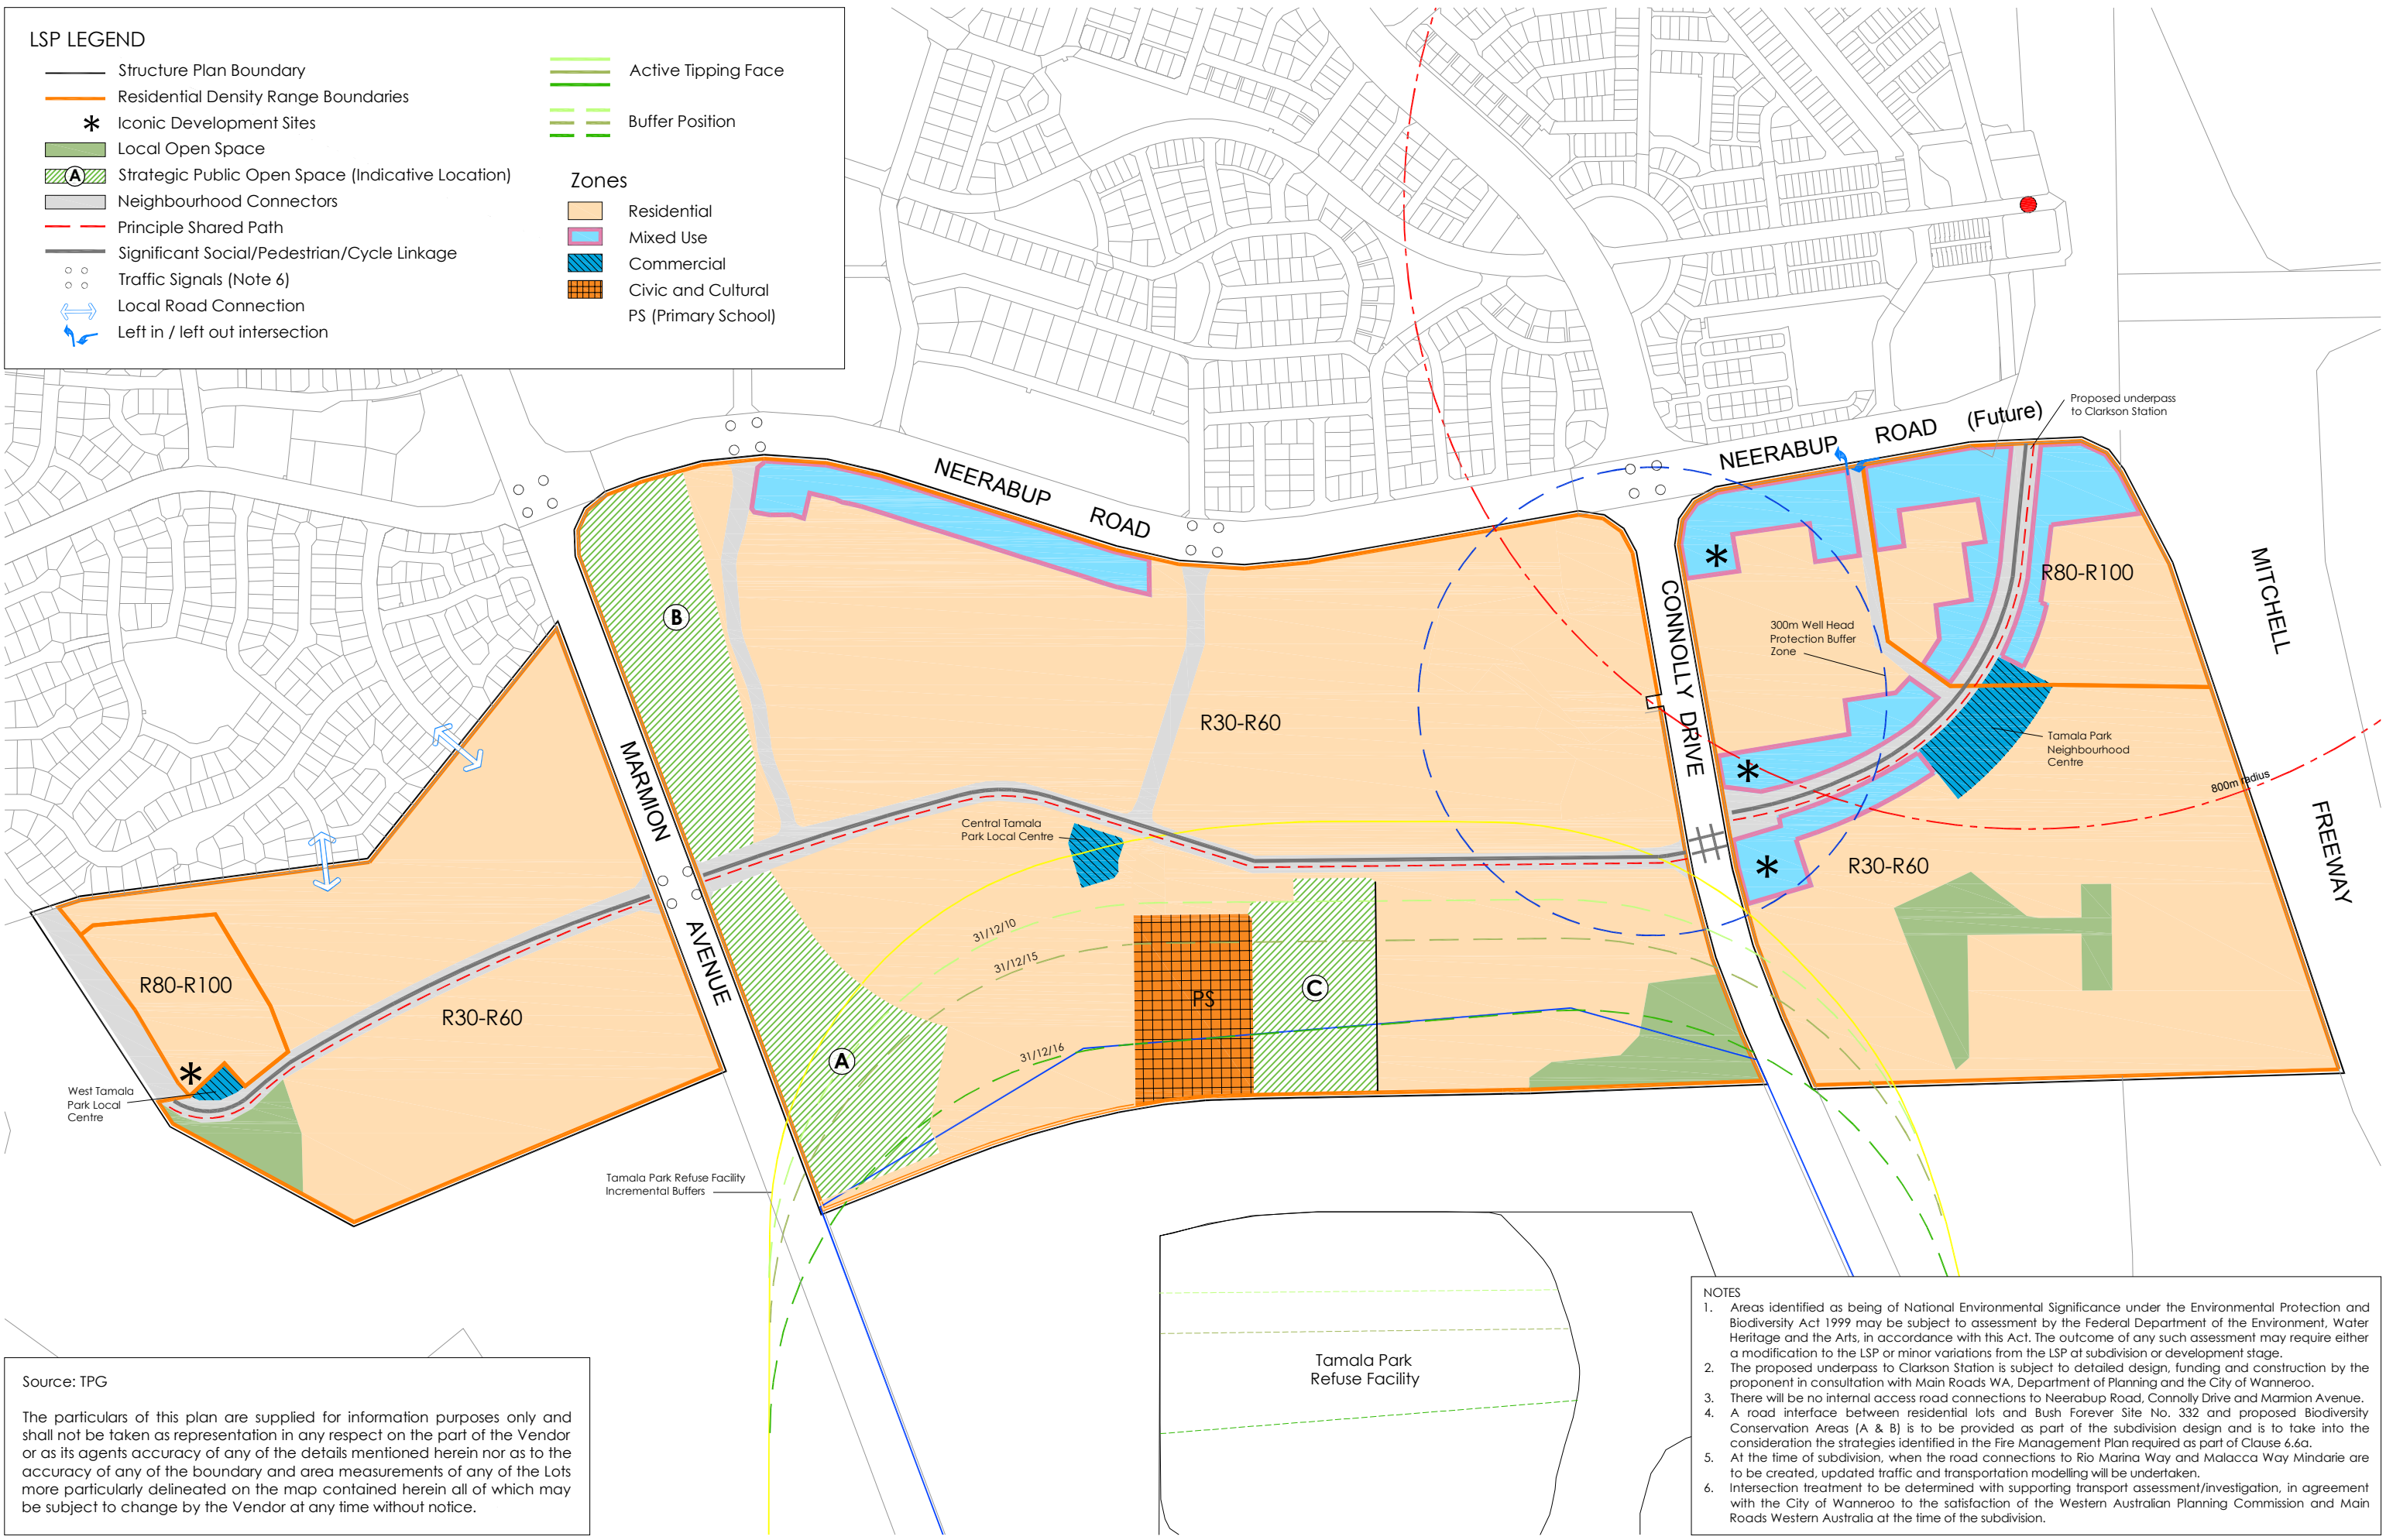 LSP LEGEND
Structure Plan Boundary
Residential Density Range Boundaries
* Iconic Development Sites
Local Open Space
A Strategic Public Open Space (Indicative Location)
Neighbourhood Connectors
Principle Shared Path
Significant Social/Pedestrian/Cycle Linkage
Traffic Signals (Note 6)
Local Road Connection
Left in / left out intersection
Active Tipping Face
Buffer Position
Zones
Residential
Mixed Use
Commercial
Civic and Cultural
PS (Primary School)
Proposed underpass
to Clarkson Station
NEERABUP ROAD (Future)
NEERABUP ROAD
MITCHELL
FREEWAY
CONNOLLY DRIVE
MARMION
AVENUE
R80-R100
300m Well Head
Protection Buffer
Zone
B
R30-R60
Tamala Park
Neighbourhood
Centre
800m radius
Central Tamala
Park Local Centre
R30-R60
31/12/10
31/12/15
31/12/16
PS
C
A
R80-R100
R30-R60
West Tamala
Park Local
Centre
Tamala Park Refuse Facility
Incremental Buffers
Tamala Park
Refuse Facility
Source: TPG
The particulars of this plan are supplied for information purposes only and
shall not be taken as representation in any respect on the part of the Vendor
or as its agents accuracy of any of the details mentioned herein nor as to the
accuracy of any of the boundary and area measurements of any of the Lots
more particularly delineated on the map contained herein all of which may
be subject to change by the Vendor at any time without notice.
NOTES
1. Areas identified as being of National Environmental Significance under the Environmental Protection and
Biodiversity Act 1999 may be subject to assessment by the Federal Department of the Environment, Water
Heritage and the Arts, in accordance with this Act. The outcome of any such assessment may require either
a modification to the LSP or minor variations from the LSP at subdivision or development stage.
2. The proposed underpass to Clarkson Station is subject to detailed design, funding and construction by the
proponent in consultation with Main Roads WA, Department of Planning and the City of Wanneroo.
3. There will be no internal access road connections to Neerabup Road, Connolly Drive and Marmion Avenue.
4. A road interface between residential lots and Bush Forever Site No. 332 and proposed Biodiversity
Conservation Areas (A & B) is to be provided as part of the subdivision design and is to take into the
consideration the strategies identified in the Fire Management Plan required as part of Clause 6.6a.
5. At the time of subdivision, when the road connections to Rio Marina Way and Malacca Way Mindarie are
to be created, updated traffic and transportation modelling will be undertaken.
6. Intersection treatment to be determined with supporting transport assessment/investigation, in agreement
with the City of Wanneroo to the satisfaction of the Western Australian Planning Commission and Main
Roads Western Australia at the time of the subdivision.